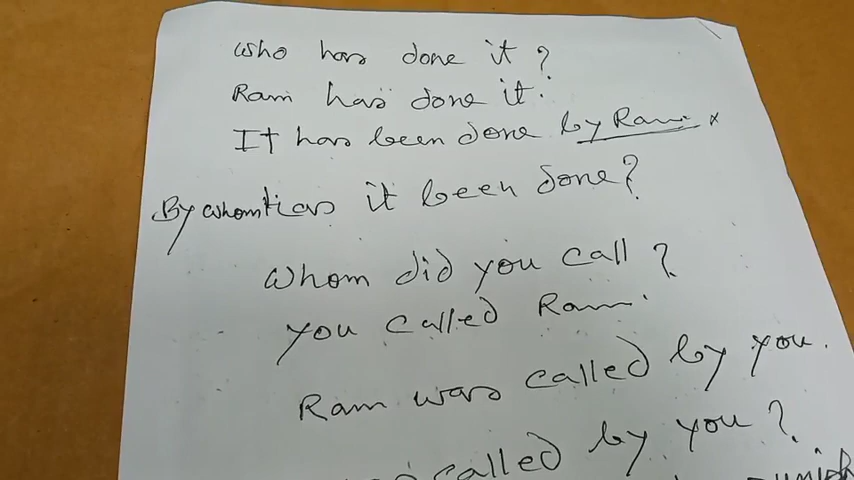 Who has done it?
Ram has done it.
It has been done by Ram. x
By whom has it been done?
Whom did you call?
You called Ram.
Ram was called by you.
called by you?